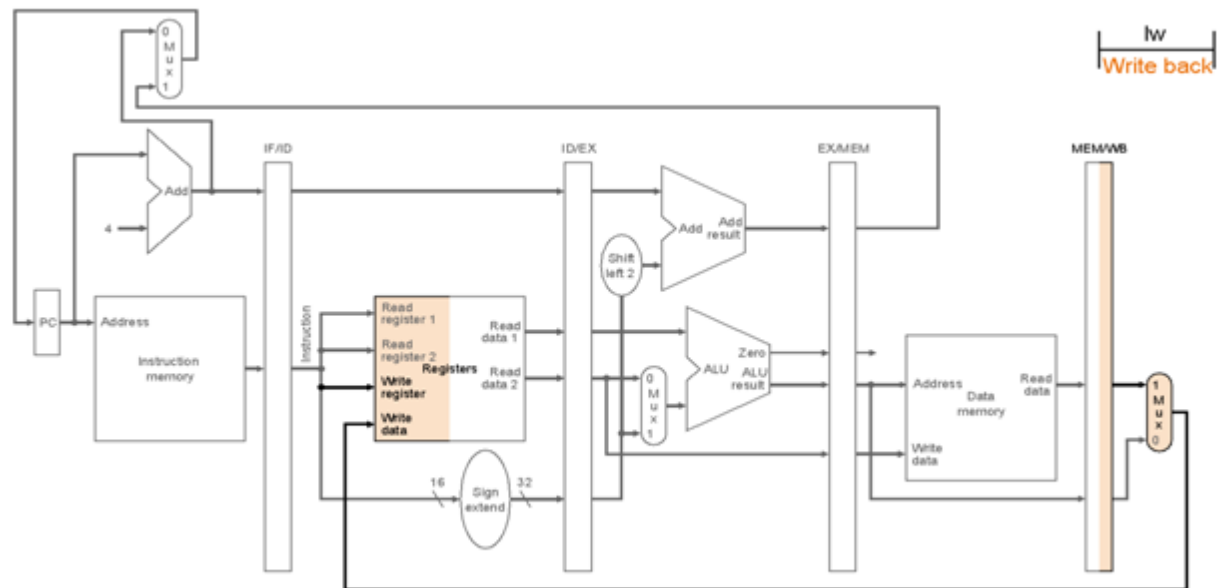 lw
Write back
0
M
u
x
1
IF/ID
ID/EX
EX/MEM
MEM/WB
Add
4
Add
Add
result
Shift
left 2
PC
Address
Instruction
memory
Instruction
Read
register 1
Read
register 2
Registers
Write
register
Write
data
Read
data 1
Read
data 2
0
M
u
x
1
Zero
ALU
ALU
result
Address
Read
data
Data
memory
Write
data
1
M
u
x
0
16
Sign
extend
32